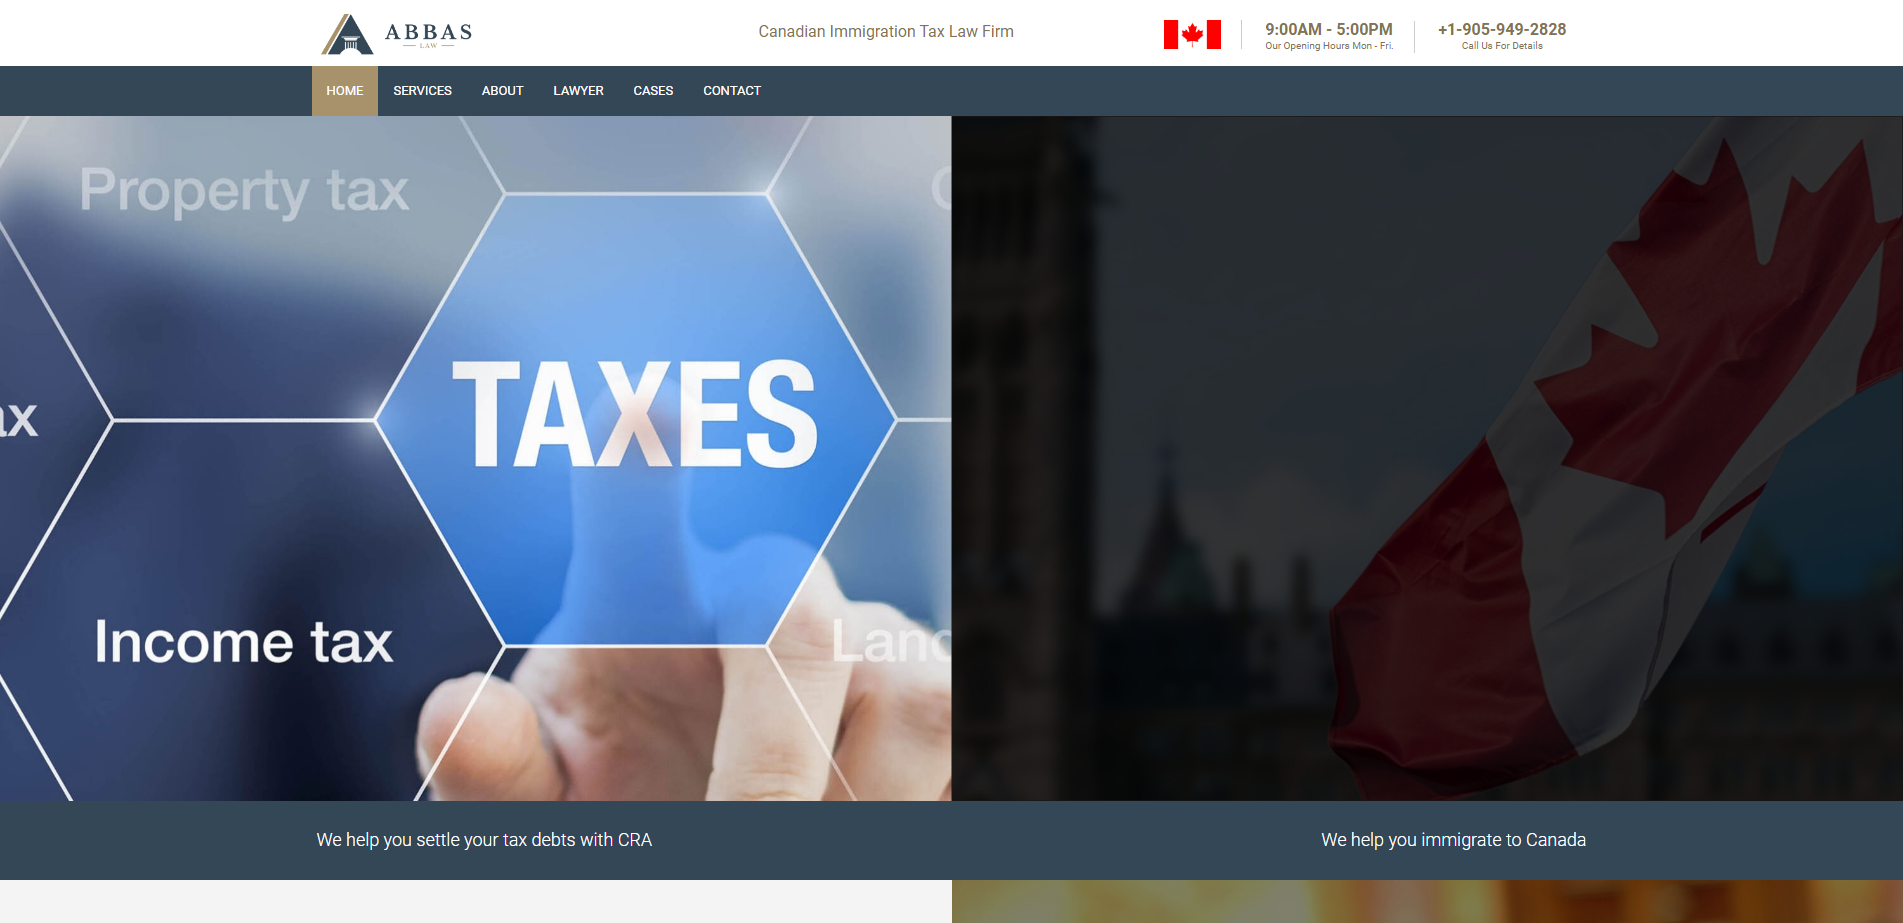 ABBAS
LAW
Canadian Immigration Tax Law Firm
9:00AM - 5:00PM
Our Opening Hours Mon - Fri.
+1-905-949-2828
Call Us For Details
HOME SERVICES ABOUT LAWYER CASES CONTACT
Property tax
ax
TAXES
Income tax
Land
We help you settle your tax debts with CRA
We help you immigrate to Canada